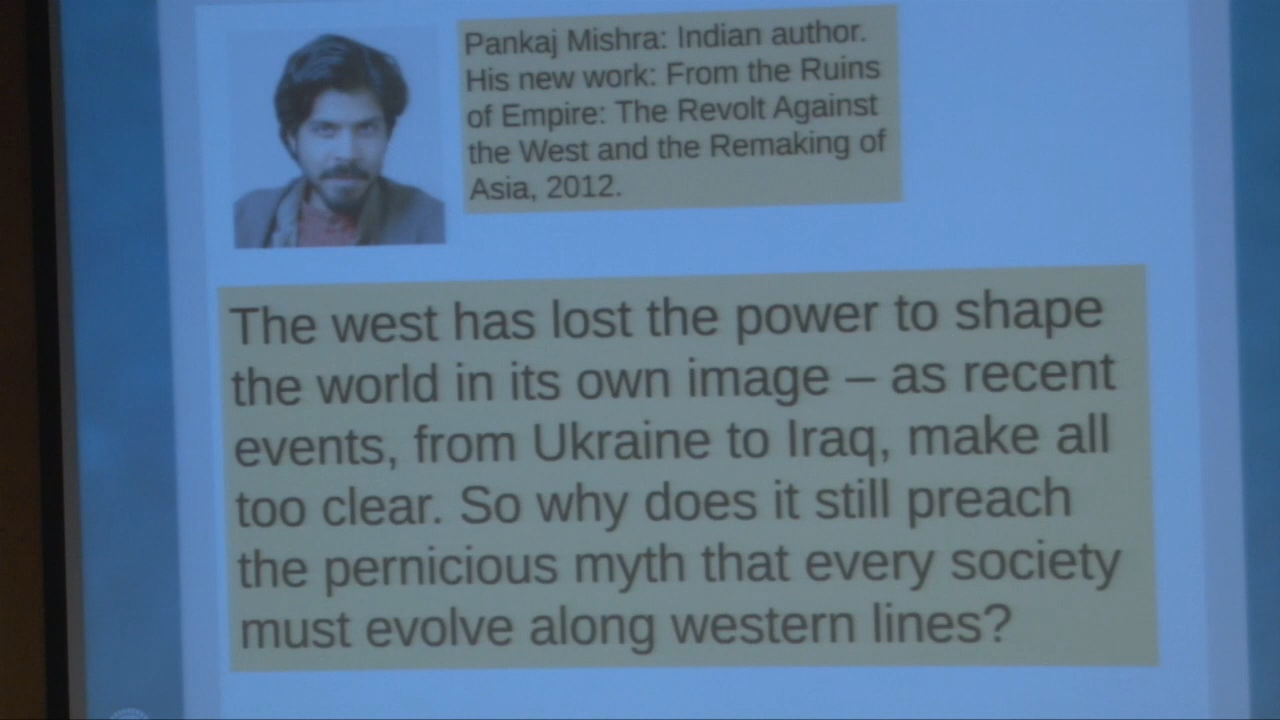 Pankaj Mishra: Indian author.
His new work: From the Ruins
of Empire: The Revolt Against
the West and the Remaking of
Asia, 2012.
The west has lost the power to shape
the world in its own image – as recent
events, from Ukraine to Iraq, make all
too clear. So why does it still preach
the pernicious myth that every society
must evolve along western lines?